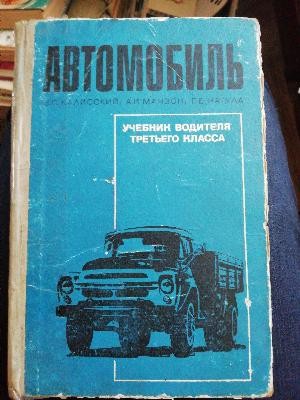 АВТОМОБИЛЬ
В.С. КАЛИССКИЙ, А.И. МАНЗОН, Г.Е. НАГУЛА
УЧЕБНИК ВОДИТЕЛЯ
ТРЕТЬЕГО КЛАССА